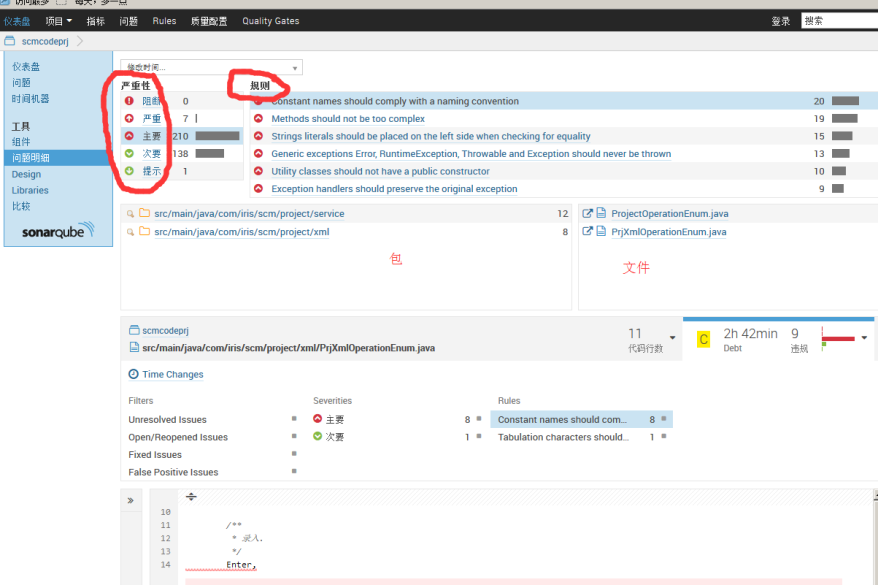 访问最多 每天, 多一点
仪表盘 项目 指标 问题 Rules 质量配置 Quality Gates 登录 搜索
scmcodeprj
仪表盘
问题
时间机器
工具
组件
问题明细
Design
Libraries
比较
sonarqube
修改时间...
严重性
阻断 0
严重 7
主要 210
次要 138
提示 1
规则
Constant names should comply with a naming convention 20
Methods should not be too complex 19
Strings literals should be placed on the left side when checking for equality 15
Generic exceptions Error, RuntimeException, Throwable and Exception should never be thrown 13
Utility classes should not have a public constructor 10
Exception handlers should preserve the original exception 9
src/main/java/com/iris/scm/project/service 12
src/main/java/com/iris/scm/project/xml 8
包
ProjectOperationEnum.java
PrjXmlOperationEnum.java
文件
scmcodeprj
src/main/java/com/iris/scm/project/xml/PrjXmlOperationEnum.java
11
代码行数
C
2h 42min
Debt
9
违规
Time Changes
Filters
Unresolved Issues
Open/Reopened Issues
Fixed Issues
False Positive Issues
Severities
主要 8
次要 1
Rules
Constant names should com... 8
Tabulation characters should... 1
»
10
11 /**
12 * 录入.
13 */
14 Enter,